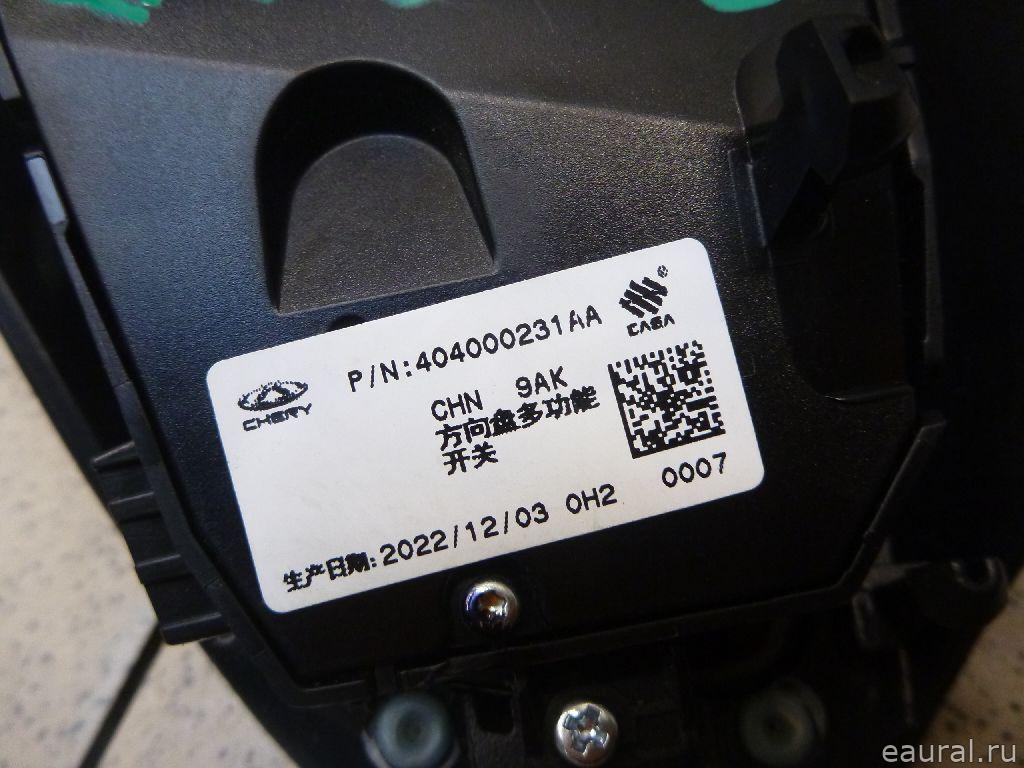 P/N:404000231AA
®
CASA
CHERY
CHN 9AK
方向盘多功能
开关
0007
生产日期:2022/12/03 0H2
eaural.ru